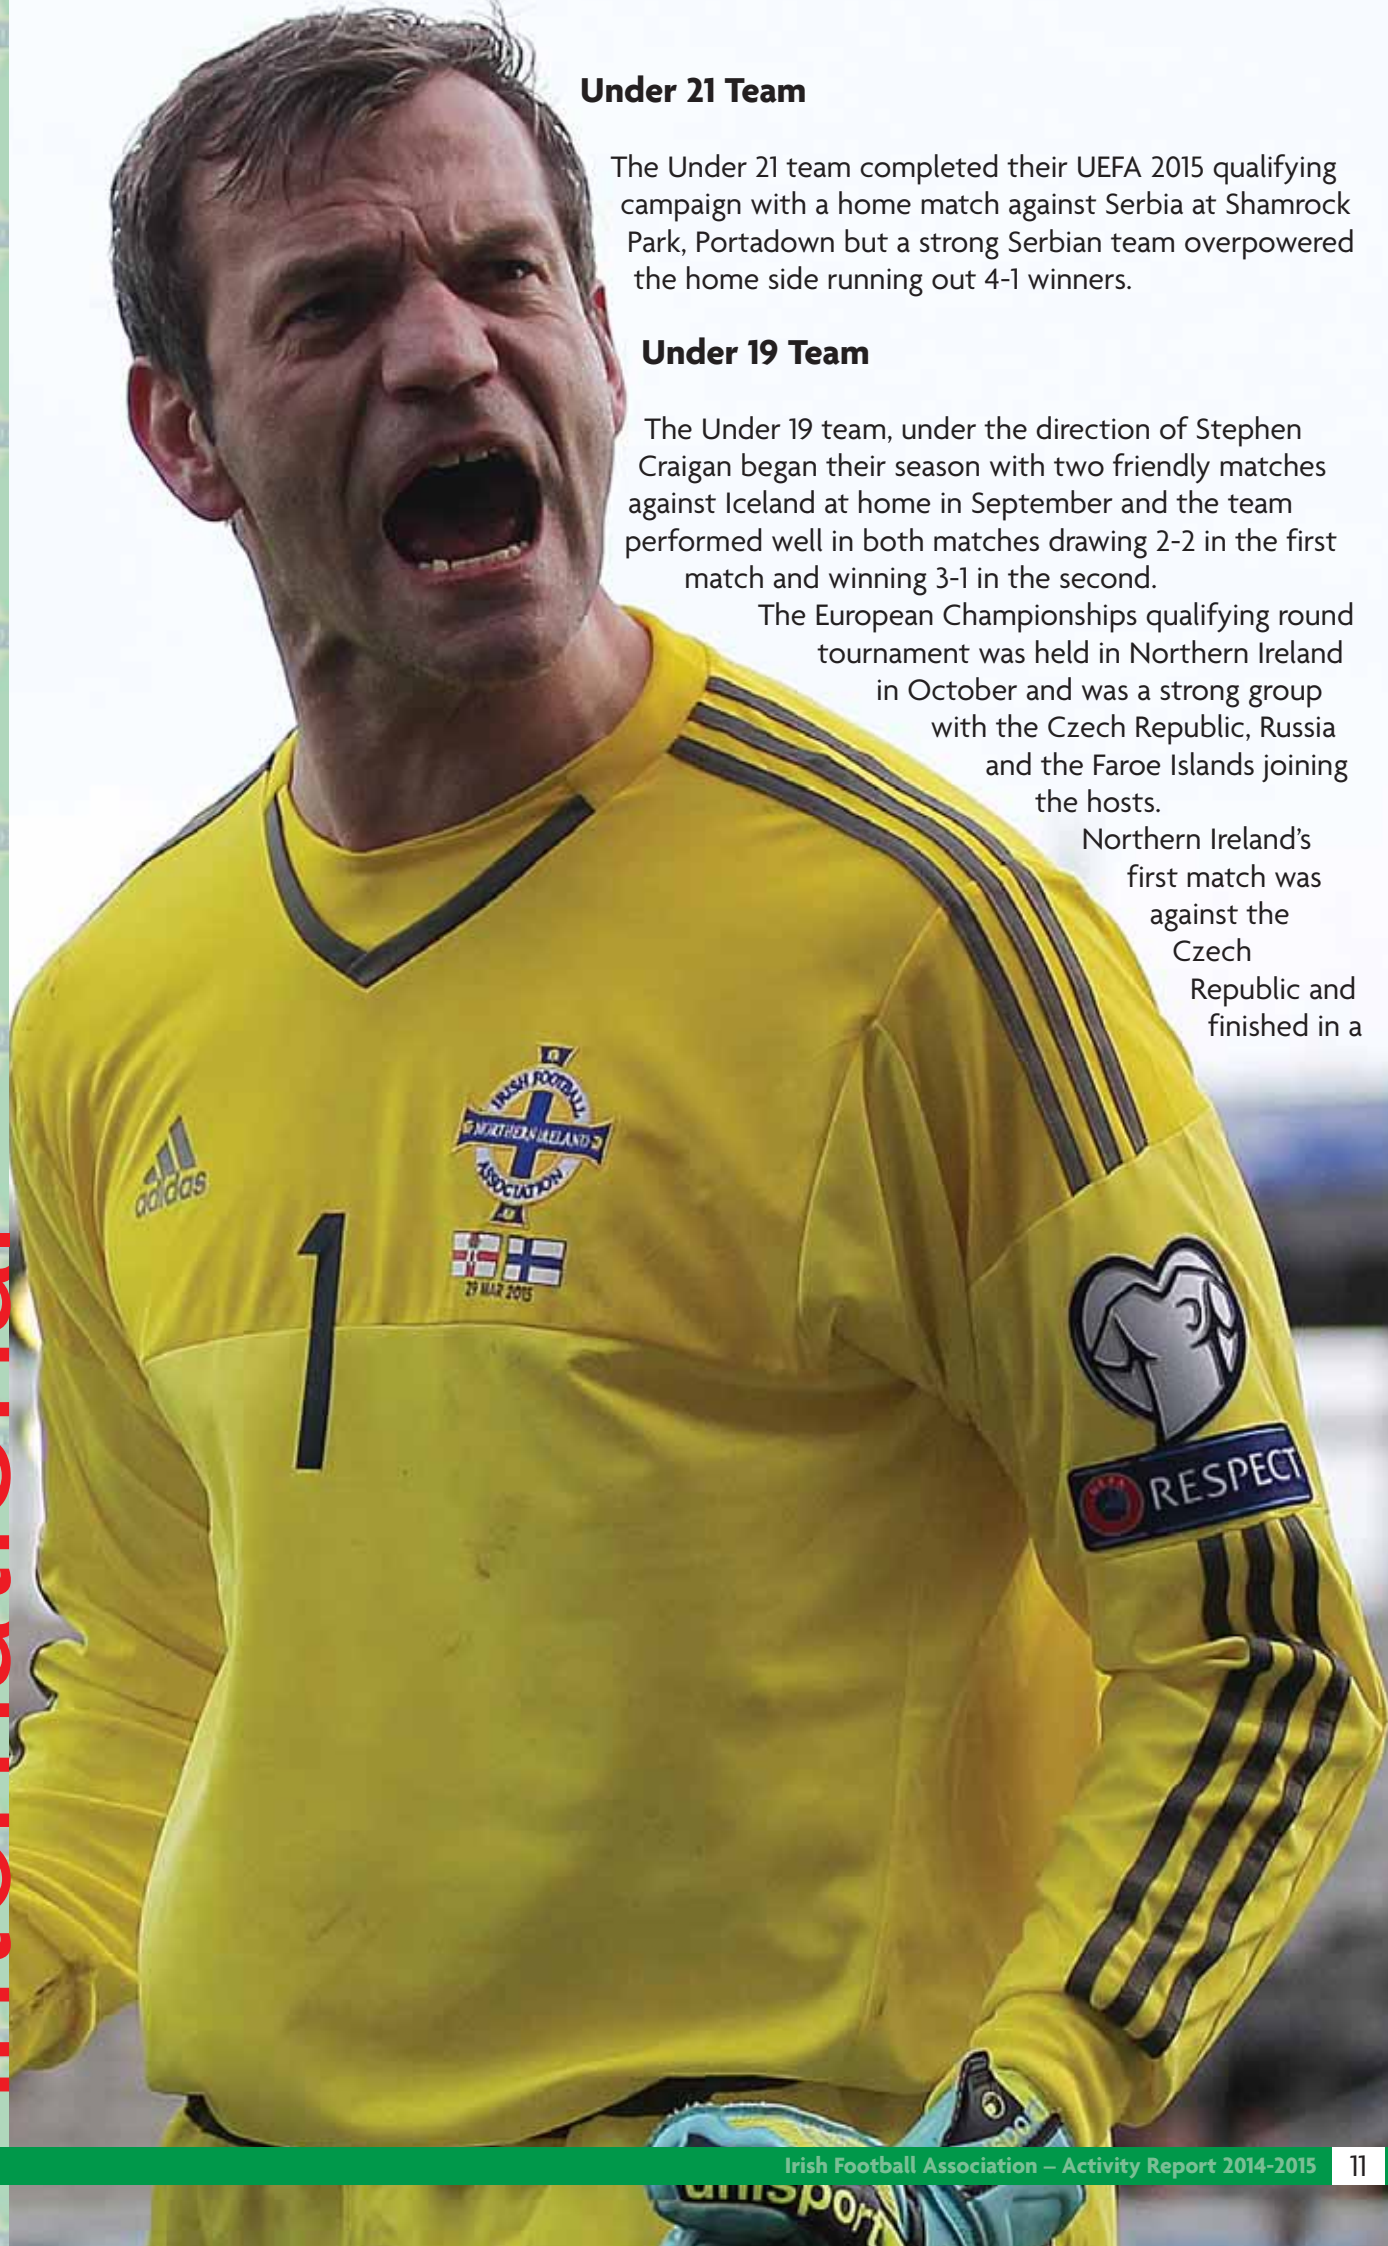 Under 21 Team
The Under 21 team completed their UEFA 2015 qualifying
campaign with a home match against Serbia at Shamrock
Park, Portadown but a strong Serbian team overpowered
the home side running out 4-1 winners.
Under 19 Team
The Under 19 team, under the direction of Stephen
Craigan began their season with two friendly matches
against Iceland at home in September and the team
performed well in both matches drawing 2-2 in the first
match and winning 3-1 in the second.
The European Championships qualifying round
tournament was held in Northern Ireland
in October and was a strong group
with the Czech Republic, Russia
and the Faroe Islands joining
the hosts.
Northern Ireland’s
first match was
against the
Czech
Republic and
finished in a
IRISH FOOTBALL
NORTHERN IRELAND
ASSOCIATION
adidas
1
29 MAR 2015
UEFA
RESPECT
Irish Football Association – Activity Report 2014-2015
11
uhlsport